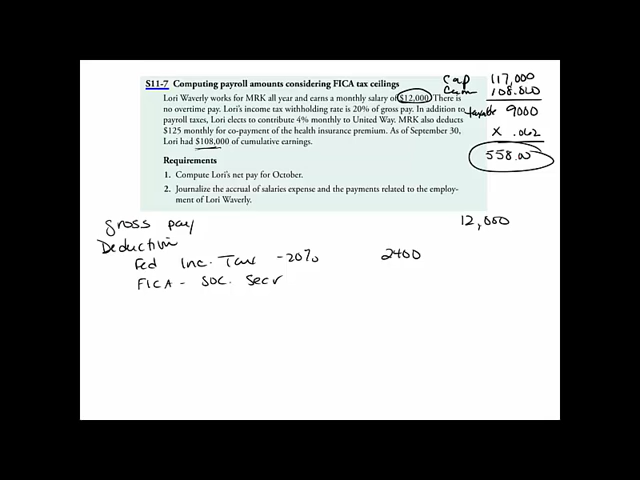 S11-7 Computing payroll amounts considering FICA tax ceilings
Lori Waverly works for MRK all year and earns a monthly salary of $12,000. There is
no overtime pay. Lori's income tax withholding rate is 20% of gross pay. In addition to
payroll taxes, Lori elects to contribute 4% monthly to United Way. MRK also deducts
$125 monthly for co-payment of the health insurance premium. As of September 30,
Lori had $108,000 of cumulative earnings.
Requirements
1. Compute Lori's net pay for October.
2. Journalize the accrual of salaries expense and the payments related to the employ-
ment of Lori Waverly.
Cap 117,000
Cum 108,000
taxable 9000
x .062
558.00
Gross pay 12,000
Deduction
Fed Inc. Tax -20% 2400
FICA - Soc. Secr